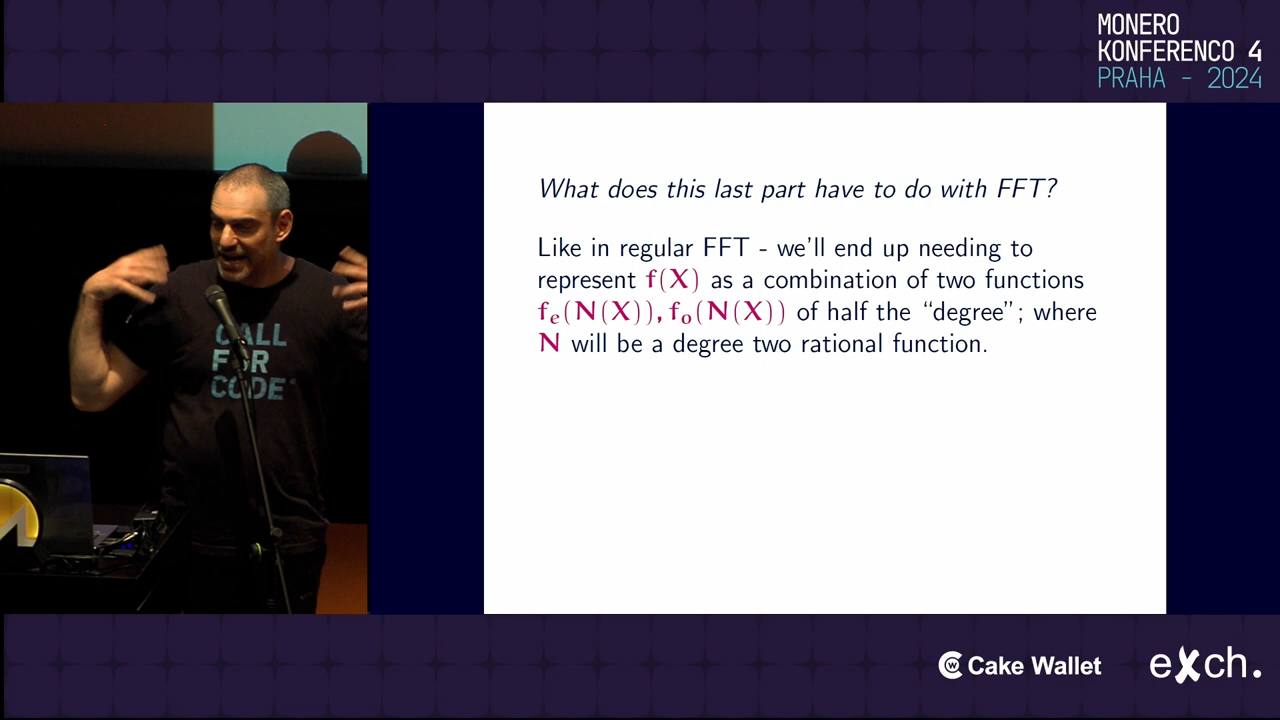 MONERO
KONFERENCO 4
PRAHA - 2024
What does this last part have to do with FFT?
Like in regular FFT - we'll end up needing to
represent f(X) as a combination of two functions
fₑ(N(X)), fₒ(N(X)) of half the “degree”; where
N will be a degree two rational function.
CALL
FOR
CODE
Cake Wallet
exch.